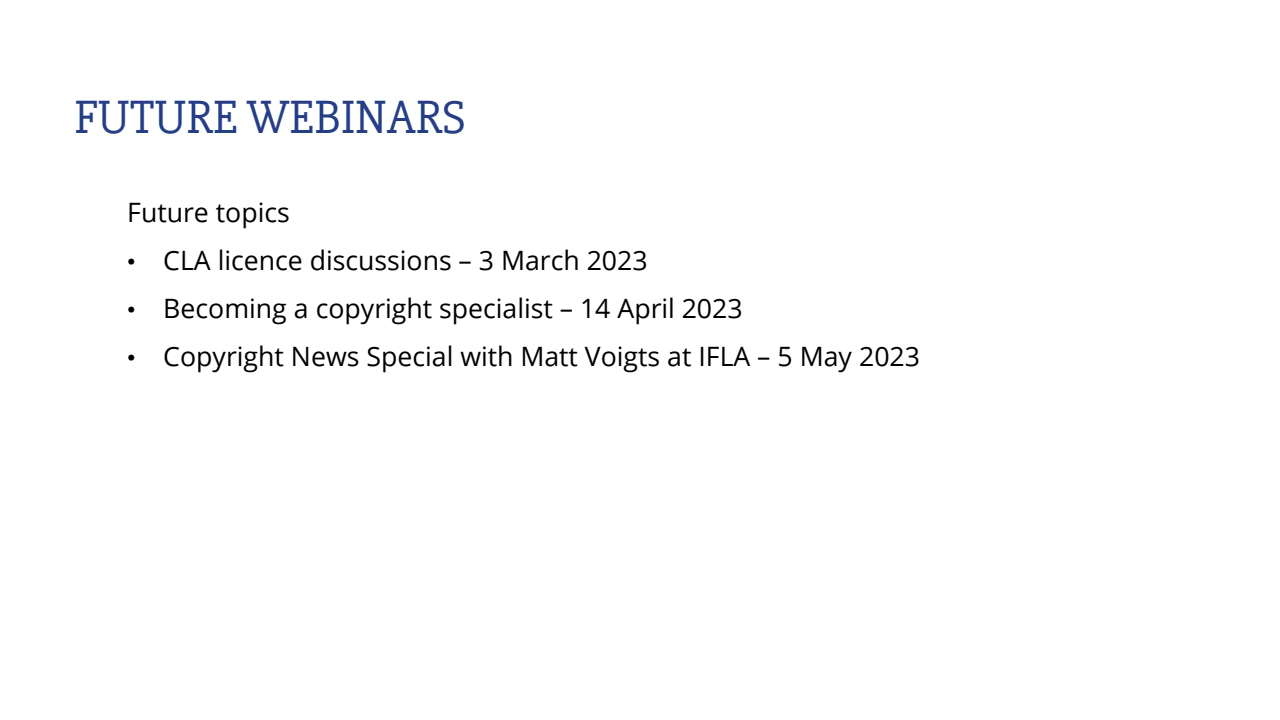 FUTURE WEBINARS
Future topics
• CLA licence discussions – 3 March 2023
• Becoming a copyright specialist – 14 April 2023
• Copyright News Special with Matt Voigts at IFLA – 5 May 2023